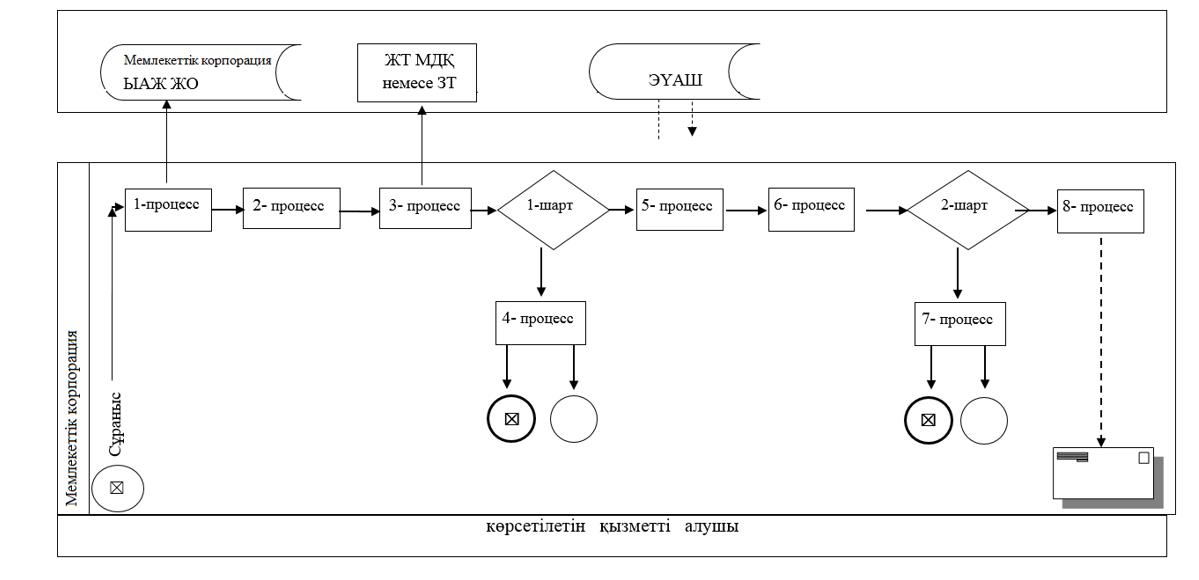 Мемлекеттік корпорация
ЫАЖ ЖО
ЖТ МДҚ
немесе ЗТ
ЭҮАШ
1-процесс
2- процесс
3- процесс
1-шарт
5- процесс
6- процесс
2-шарт
8- процесс
4- процесс
7- процесс
Сұраныс
Мемлекеттік корпорация
көрсетілетін қызметті алушы